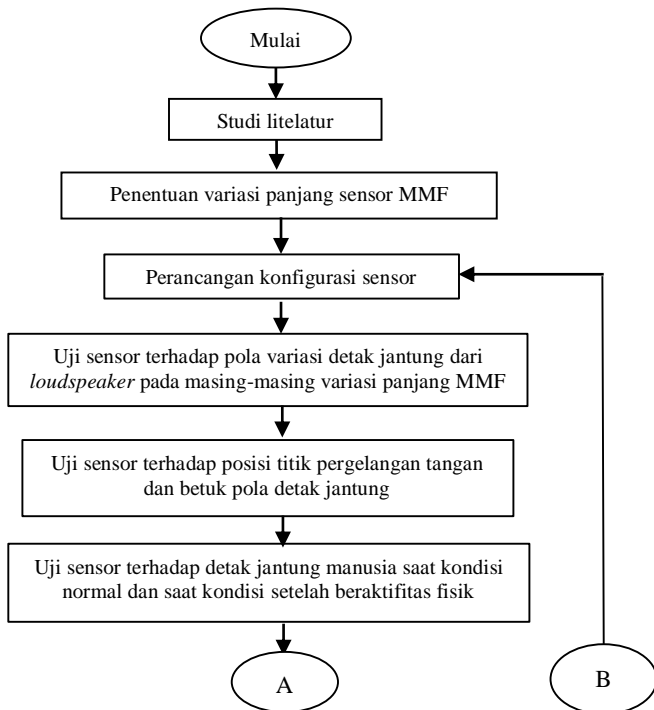 Mulai
Studi litelatur
Penentuan variasi panjang sensor MMF
Perancangan konfigurasi sensor
Uji sensor terhadap pola variasi detak jantung dari
loudspeaker pada masing-masing variasi panjang MMF
Uji sensor terhadap posisi titik pergelangan tangan
dan betuk pola detak jantung
Uji sensor terhadap detak jantung manusia saat kondisi
normal dan saat kondisi setelah beraktifitas fisik
A
B